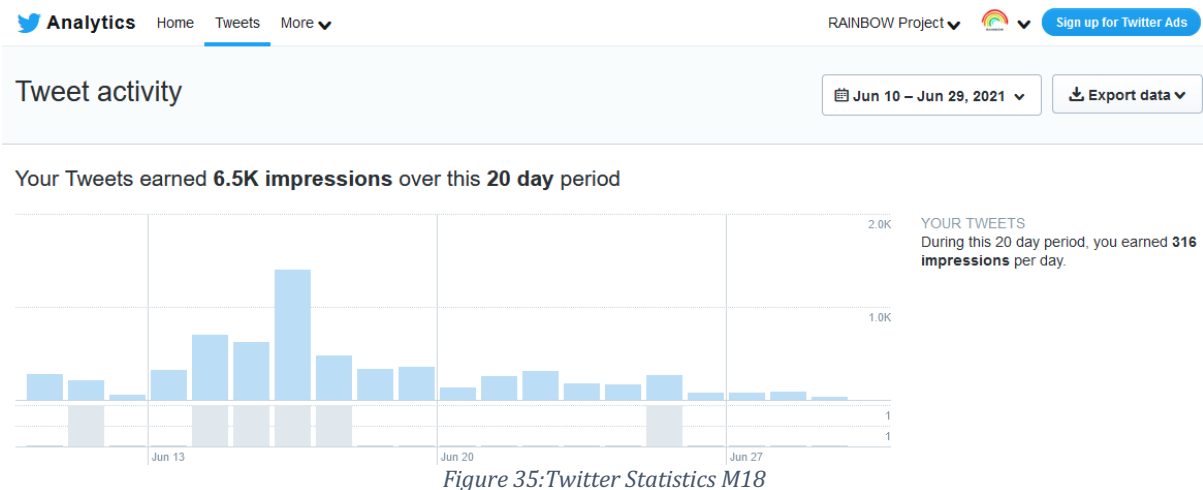 Analytics Home Tweets More RAINBOW Project Sign up for Twitter Ads
Tweet activity
Jun 10 – Jun 29, 2021 Export data
Your Tweets earned 6.5K impressions over this 20 day period
2.0K
1.0K
1
1
Jun 13 Jun 20 Jun 27
YOUR TWEETS
During this 20 day period, you earned 316
impressions per day.
Figure 35:Twitter Statistics M18